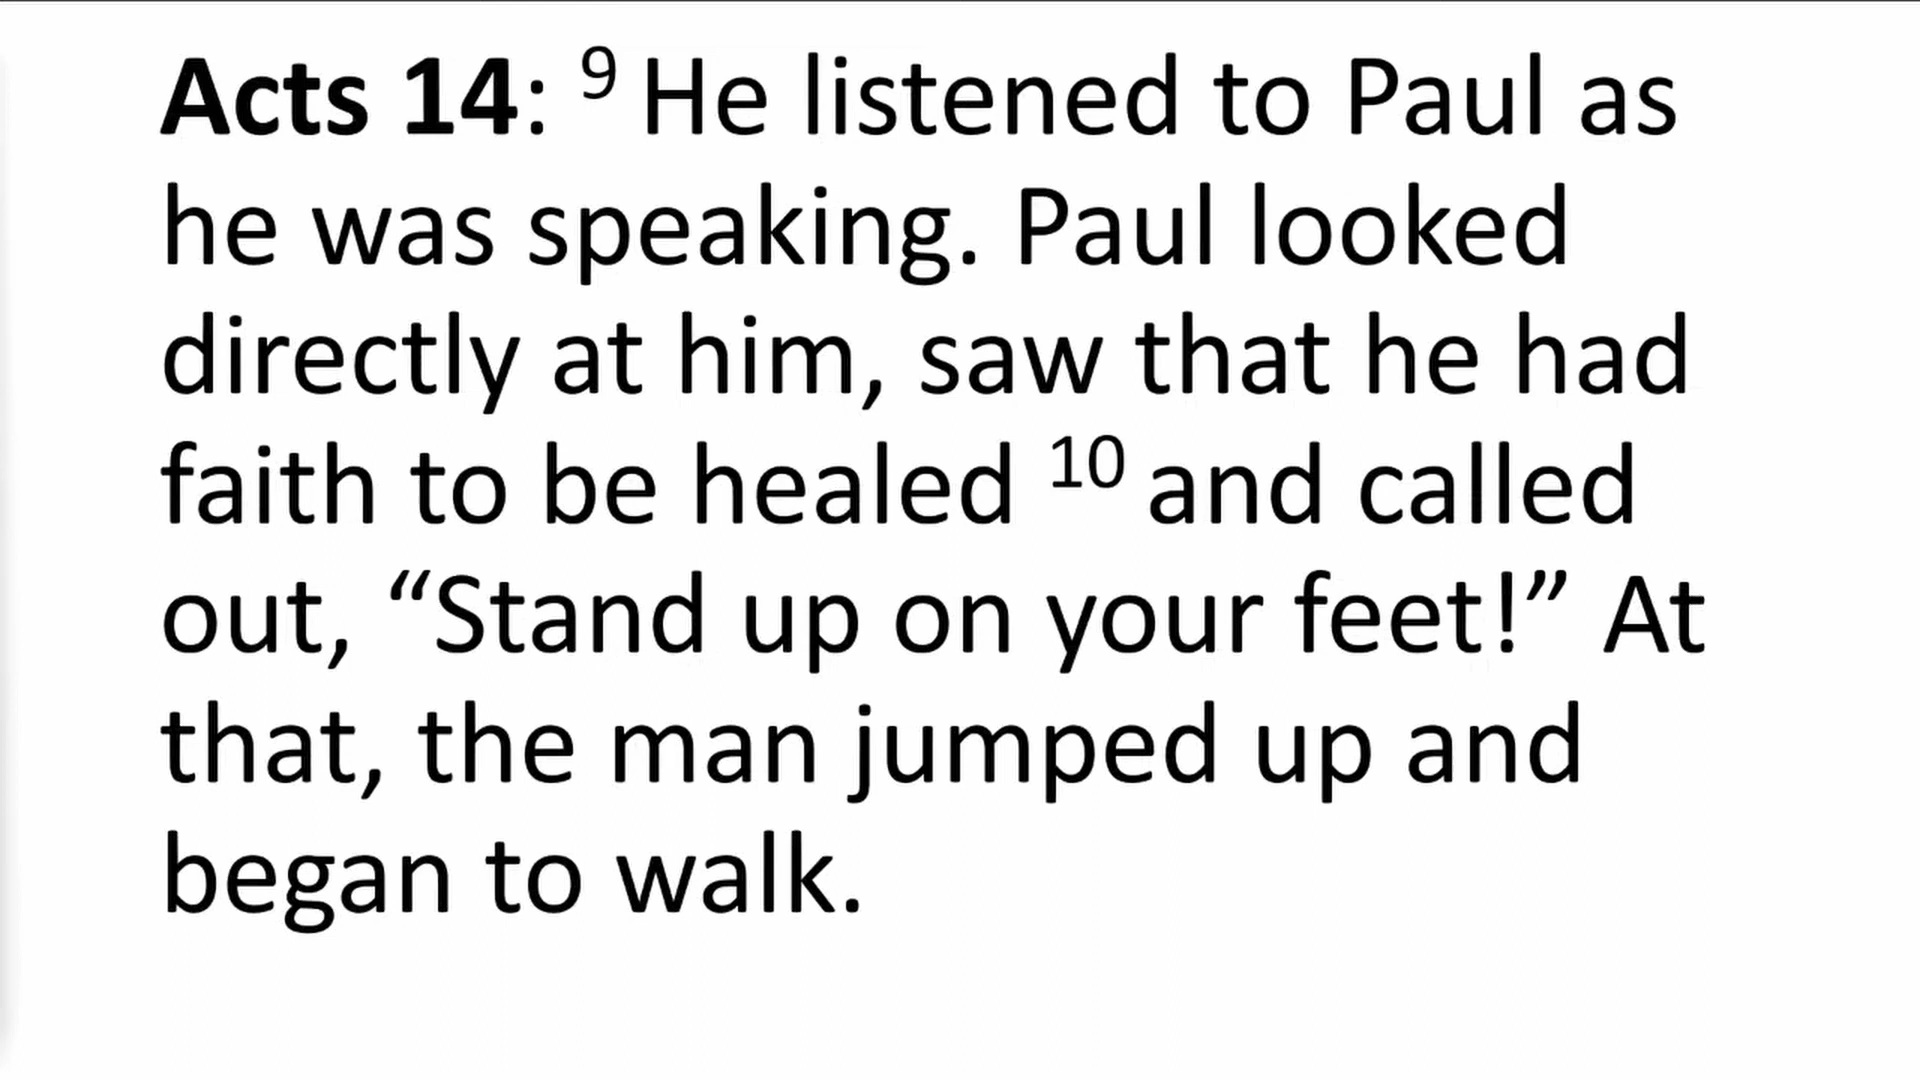 Acts 14: ⁹ He listened to Paul as
he was speaking. Paul looked
directly at him, saw that he had
faith to be healed ¹⁰ and called
out, “Stand up on your feet!” At
that, the man jumped up and
began to walk.